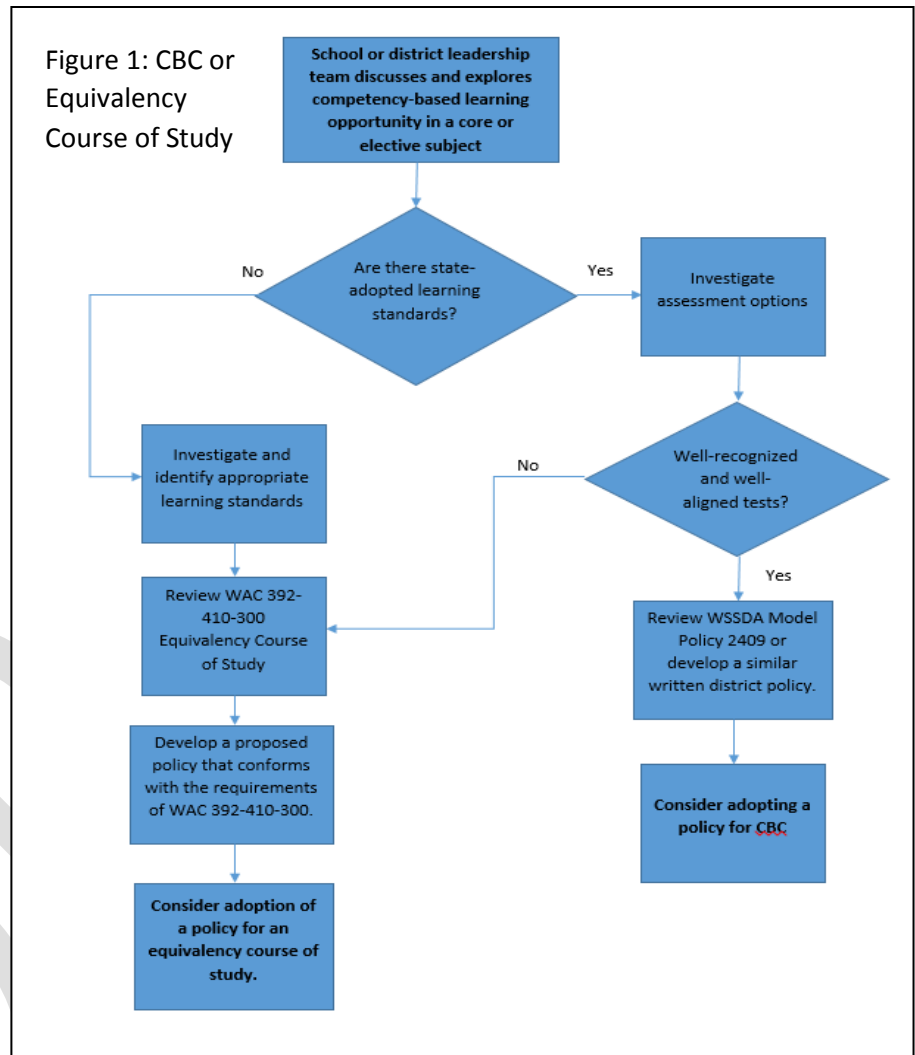 Figure 1: CBC or
Equivalency
Course of Study
School or district leadership
team discusses and explores
competency-based learning
opportunity in a core or
elective subject
Are there state-
adopted learning
standards?
No
Yes
Investigate
assessment options
Well-recognized
and well-
aligned tests?
No
Yes
Investigate and
identify appropriate
learning standards
Review WAC 392-
410-300
Equivalency Course
of Study
Review WSSDA Model
Policy 2409 or
develop a similar
written district policy.
Develop a proposed
policy that conforms
with the requirements
of WAC 392-410-300.
Consider adopting a
policy for CBC
Consider adoption of
a policy for an
equivalency course of
study.